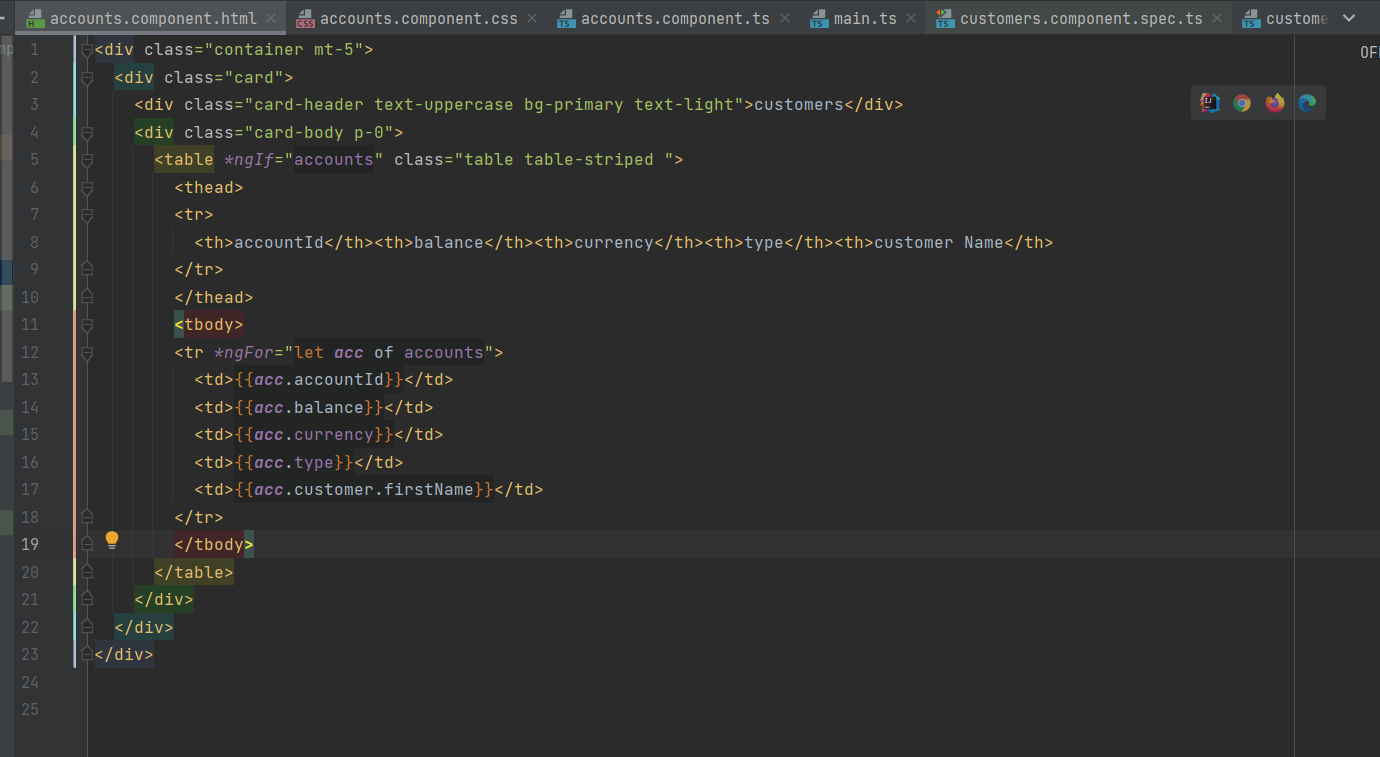 accounts.component.html accounts.component.css accounts.component.ts main.ts customers.component.spec.ts custome
1 <div class="container mt-5">
2 <div class="card">
3 <div class="card-header text-uppercase bg-primary text-light">customers</div>
4 <div class="card-body p-0">
5 <table *ngIf="accounts" class="table table-striped ">
6 <thead>
7 <tr>
8 <th>accountId</th><th>balance</th><th>currency</th><th>type</th><th>customer Name</th>
9 </tr>
10 </thead>
11 <tbody>
12 <tr *ngFor="let acc of accounts">
13 <td>{{acc.accountId}}</td>
14 <td>{{acc.balance}}</td>
15 <td>{{acc.currency}}</td>
16 <td>{{acc.type}}</td>
17 <td>{{acc.customer.firstName}}</td>
18 </tr>
19 </tbody>
20 </table>
21 </div>
22 </div>
23 </div>
24
25